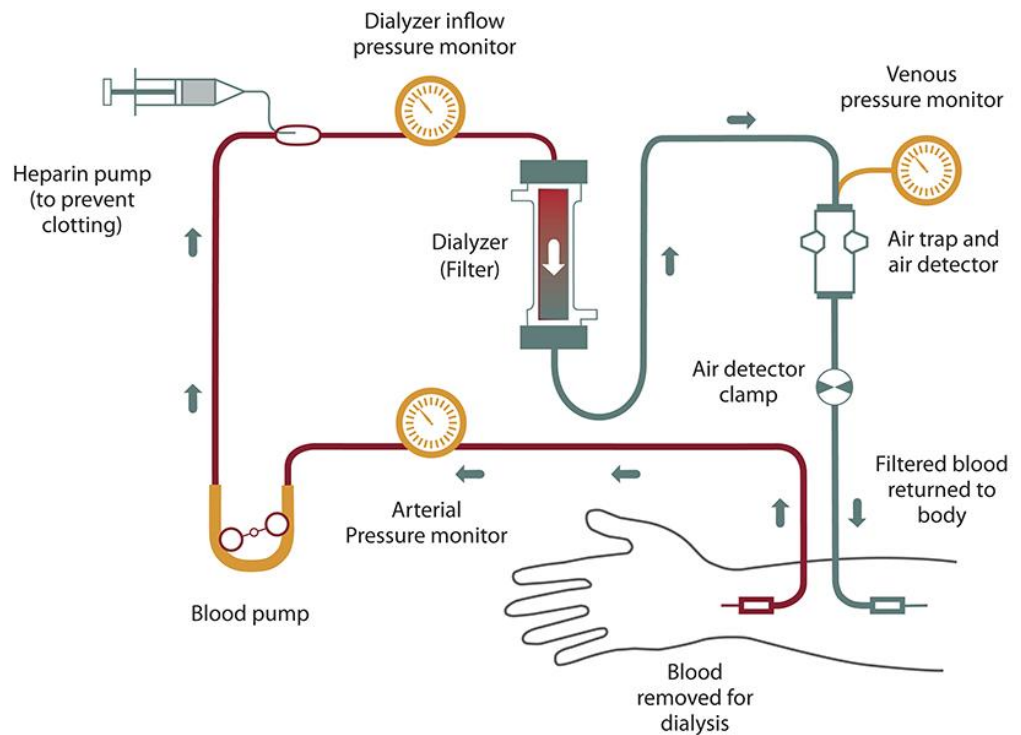 Dialyzer inflow
pressure monitor
Venous
pressure monitor
Heparin pump
(to prevent
clotting)
Dialyzer
(Filter)
Air trap and
air detector
Air detector
clamp
Arterial
Pressure monitor
Filtered blood
returned to
body
Blood pump
Blood
removed for
dialysis